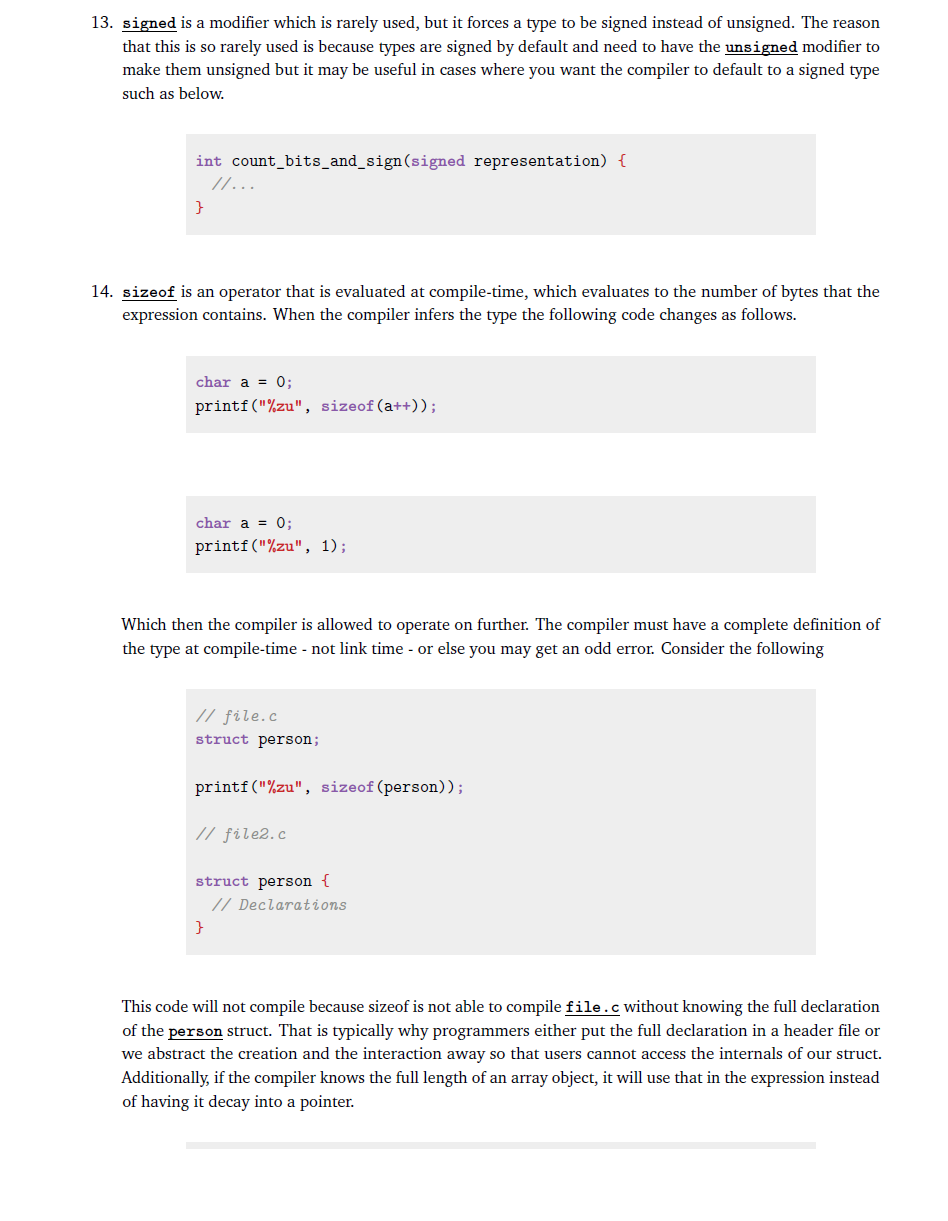 13. signed is a modifier which is rarely used, but it forces a type to be signed instead of unsigned. The reason
that this is so rarely used is because types are signed by default and need to have the unsigned modifier to
make them unsigned but it may be useful in cases where you want the compiler to default to a signed type
such as below.
int count_bits_and_sign(signed representation) {
  //...
}
14. sizeof is an operator that is evaluated at compile-time, which evaluates to the number of bytes that the
expression contains. When the compiler infers the type the following code changes as follows.
char a = 0;
printf("%zu", sizeof(a++));
char a = 0;
printf("%zu", 1);
Which then the compiler is allowed to operate on further. The compiler must have a complete definition of
the type at compile-time - not link time - or else you may get an odd error. Consider the following
// file.c
struct person;
printf("%zu", sizeof(person));
// file2.c
struct person {
  // Declarations
}
This code will not compile because sizeof is not able to compile file.c without knowing the full declaration
of the person struct. That is typically why programmers either put the full declaration in a header file or
we abstract the creation and the interaction away so that users cannot access the internals of our struct.
Additionally, if the compiler knows the full length of an array object, it will use that in the expression instead
of having it decay into a pointer.